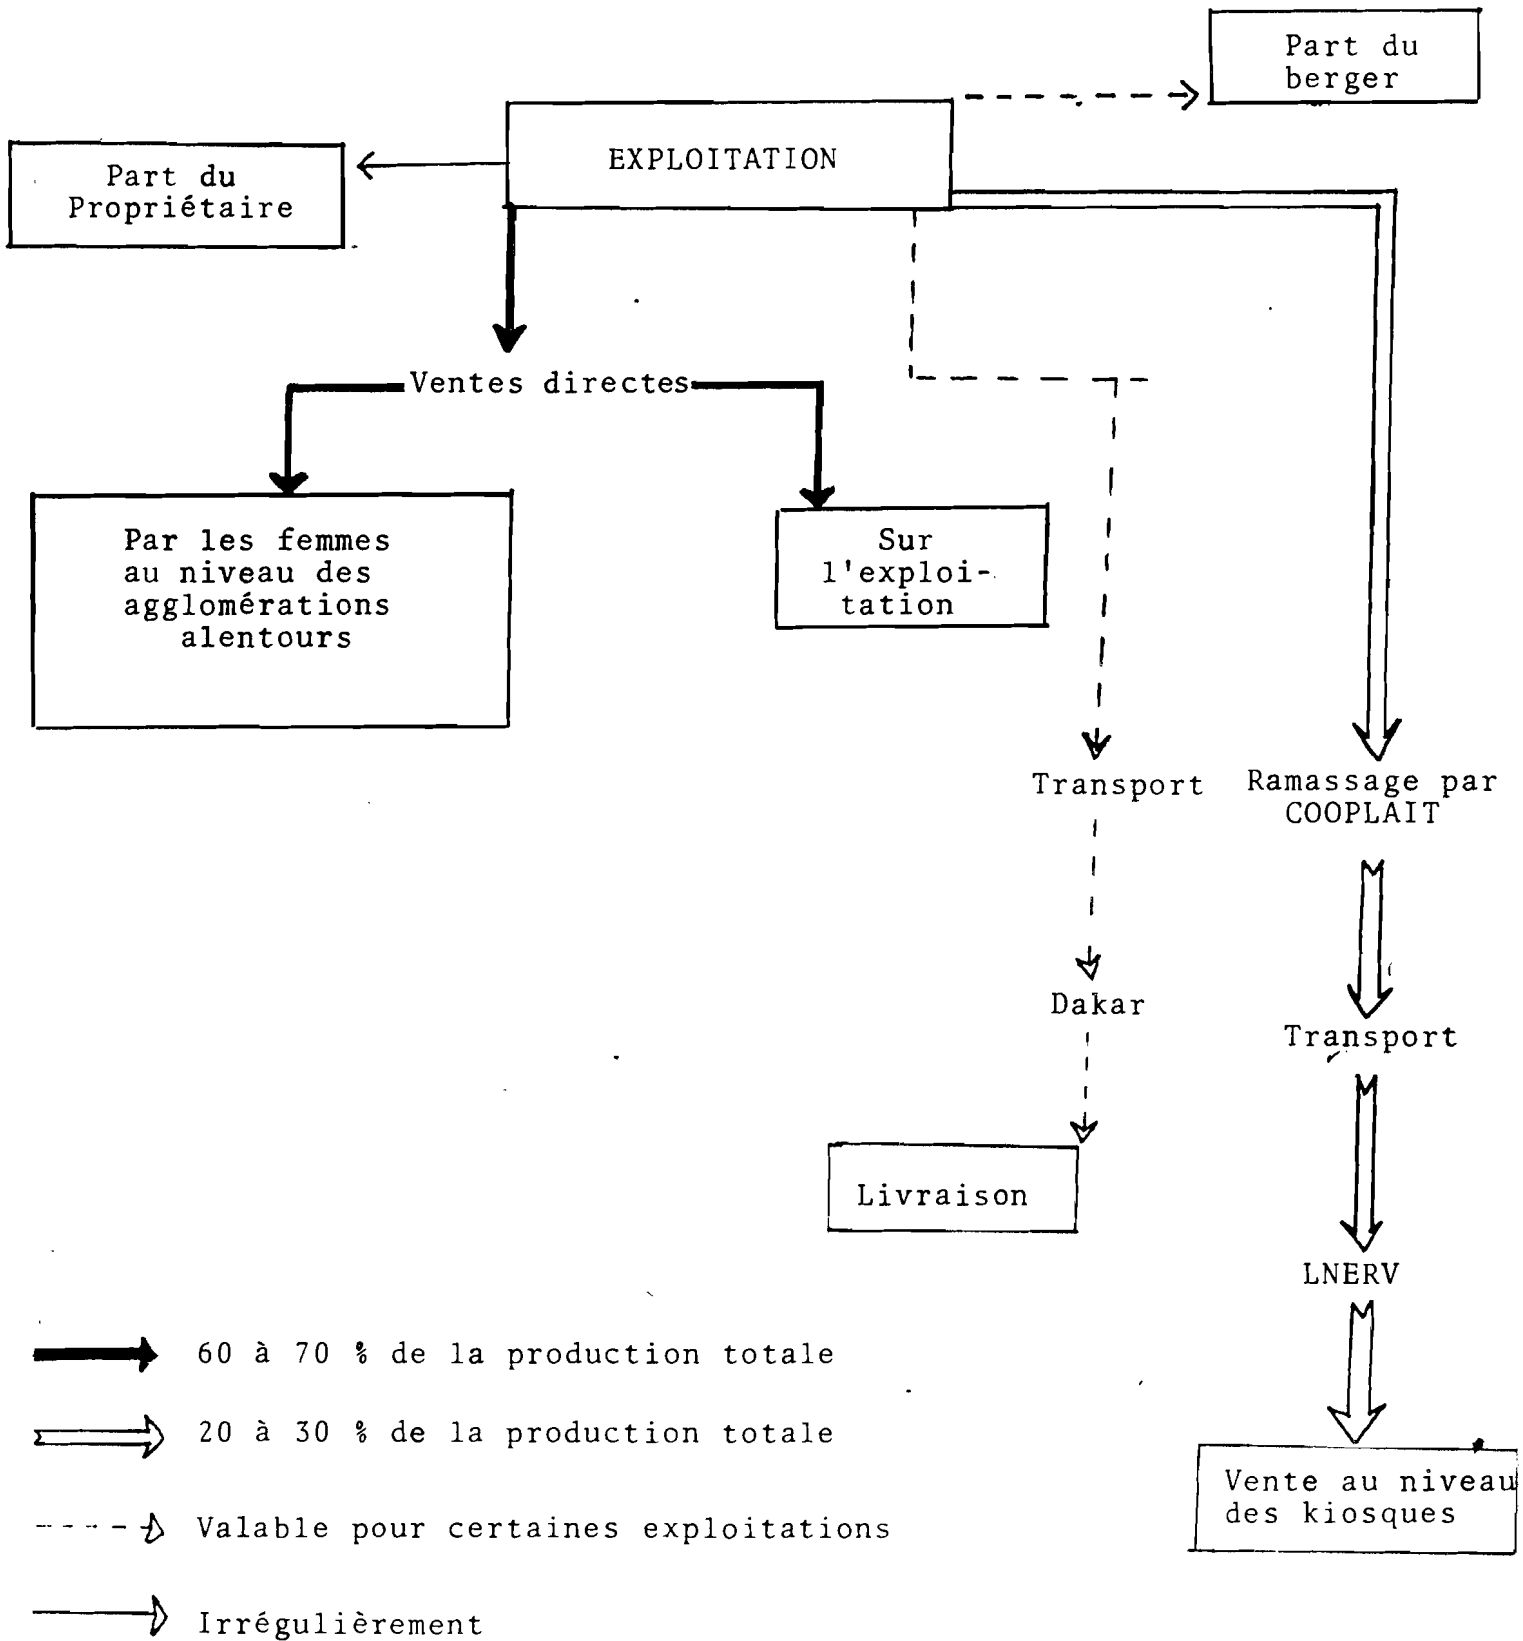 Part du
berger
EXPLOITATION
Part du
Propriétaire
Ventes directes
Par les femmes
au niveau des
agglomérations
alentours
Sur
l'exploi-
tation
Transport
Ramassage par
COOPLAIT
Dakar
Transport
Livraison
LNERV
60 à 70 % de la production totale
20 à 30 % de la production totale
Vente au niveau
des kiosques
Valable pour certaines exploitations
Irrégulièrement